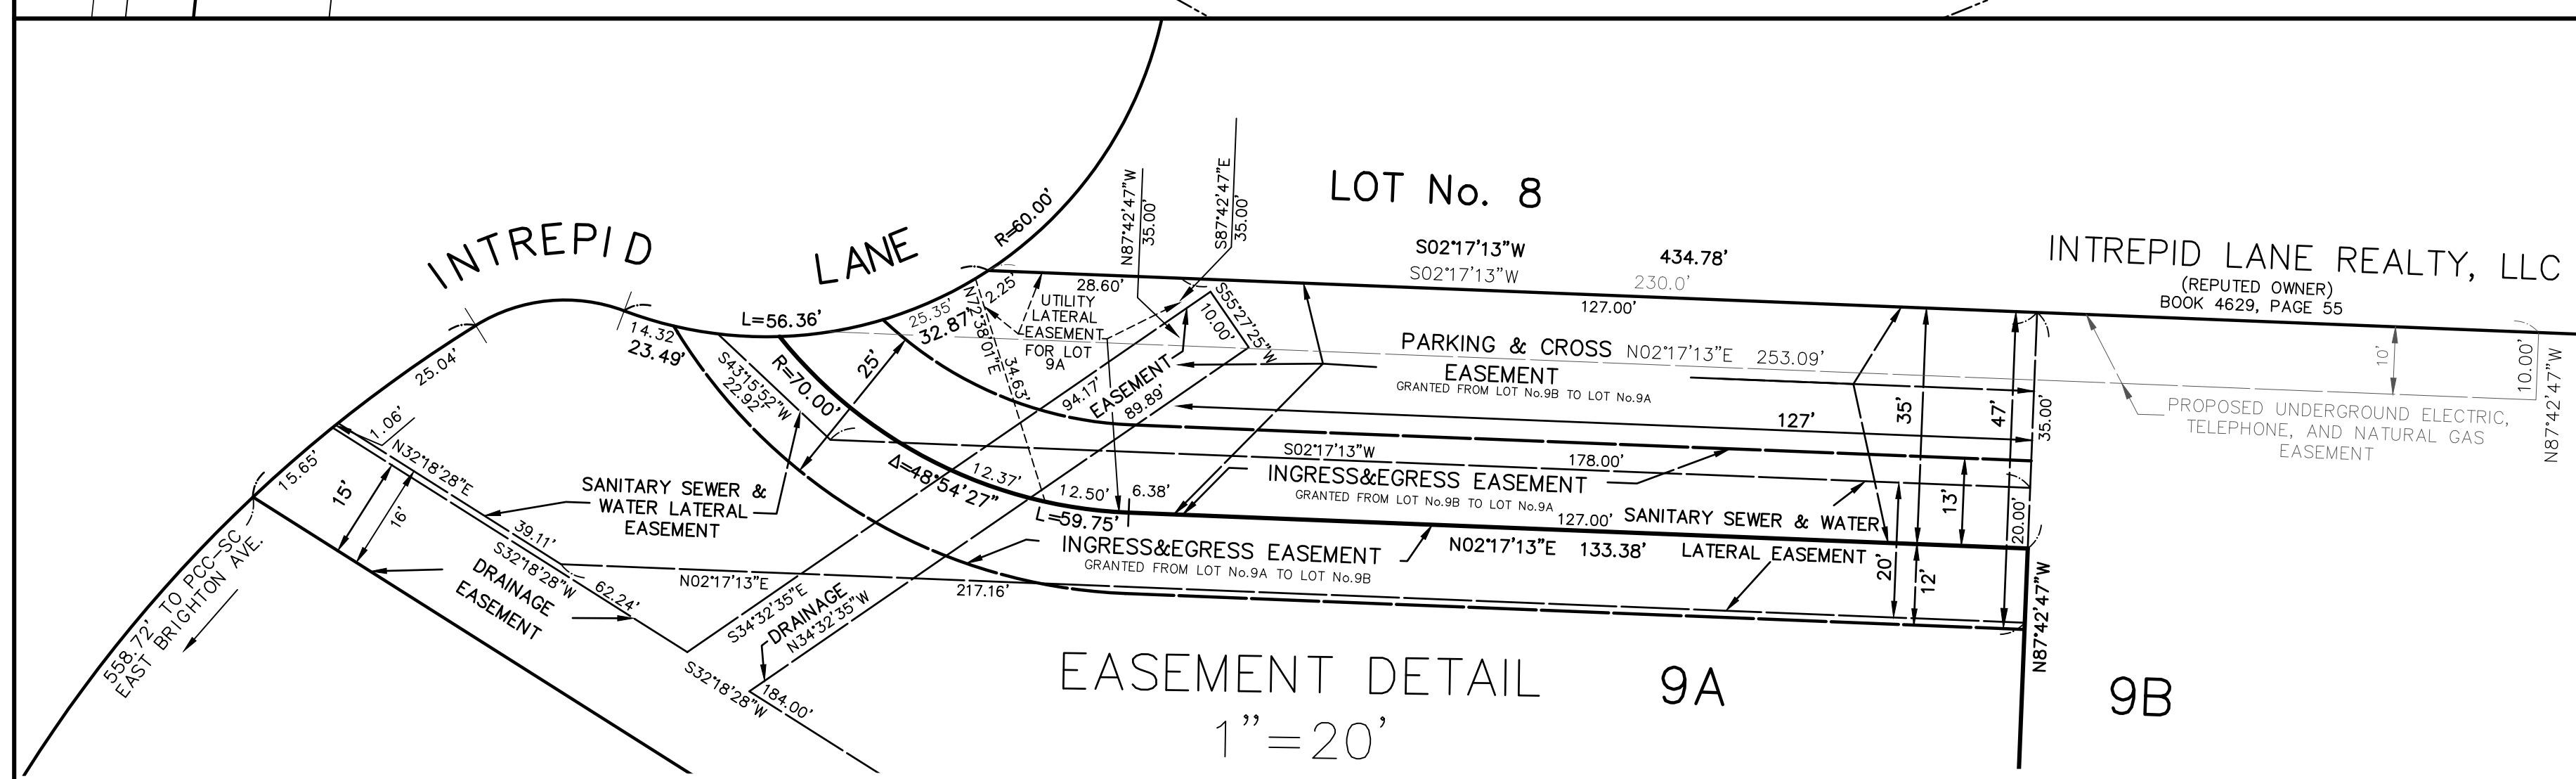 INTREPID LANE
R=60.00'
LOT No. 8
S02°17'13"W 434.78'
S02°17'13"W 230.0'
127.00'
INTREPID LANE REALTY, LLC
(REPUTED OWNER)
BOOK 4629, PAGE 55
N87°42'47"W
35.00'
S87°42'47"E
35.00'
L=56.36'
14.32
23.49'
25.35'
32.87'
2.25'
28.60'
UTILITY
LATERAL
EASEMENT
FOR LOT
9A
N72°38'01"E
34.63'
S55°27'25"W
10.00'
25.04'
1.06'
15.65'
S43°15'52"W
22.92'
R=70.00'
25'
94.17'
EASEMENT
89.89'
PARKING & CROSS
EASEMENT
GRANTED FROM LOT No.9B TO LOT No.9A
N02°17'13"E 253.09'
127'
35'
47'
35.00'
10'
10.00'
N87°42'47"W
PROPOSED UNDERGROUND ELECTRIC,
TELEPHONE, AND NATURAL GAS
EASEMENT
N32°18'28"E
15'
16'
39.11'
S32°18'28"W
62.24'
SANITARY SEWER &
WATER LATERAL
EASEMENT
Δ=48°54'27"
12.37'
12.50'
6.38'
L=59.75'
S02°17'13"W
178.00'
INGRESS&EGRESS EASEMENT
GRANTED FROM LOT No.9B TO LOT No.9A
127.00'
SANITARY SEWER & WATER
LATERAL EASEMENT
N02°17'13"E 133.38'
13'
20.00'
20'
12'
INGRESS&EGRESS EASEMENT
GRANTED FROM LOT No.9A TO LOT No.9B
N02°17'13"E
217.16'
DRAINAGE
EASEMENT
S34°32'35"E
DRAINAGE
N34°32'35"W
S32°18'28"W
184.00'
558.72' TO PCC-SC
EAST BRIGHTON AVE.
N87°42'47"W
EASEMENT DETAIL
1"=20'
9A
9B